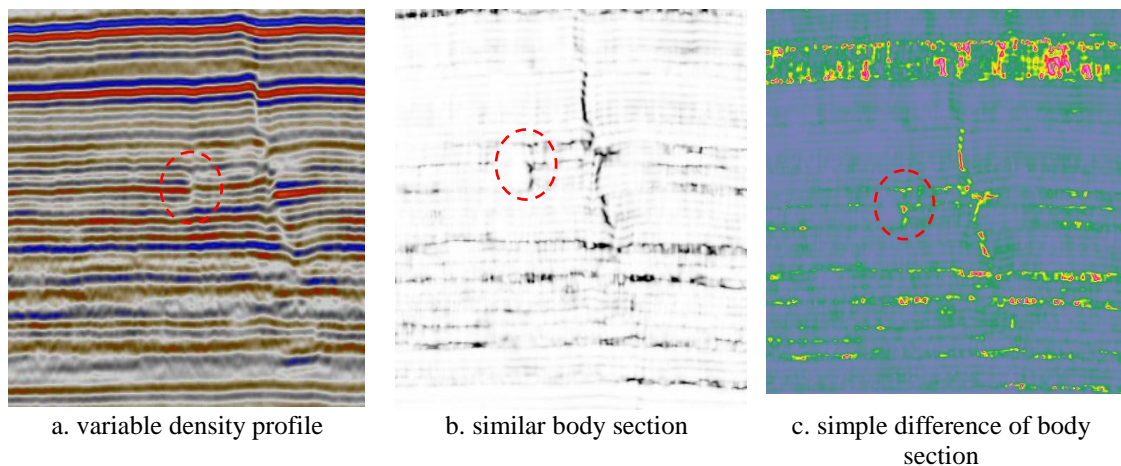 a. variable density profile
b. similar body section
c. simple difference of body
section